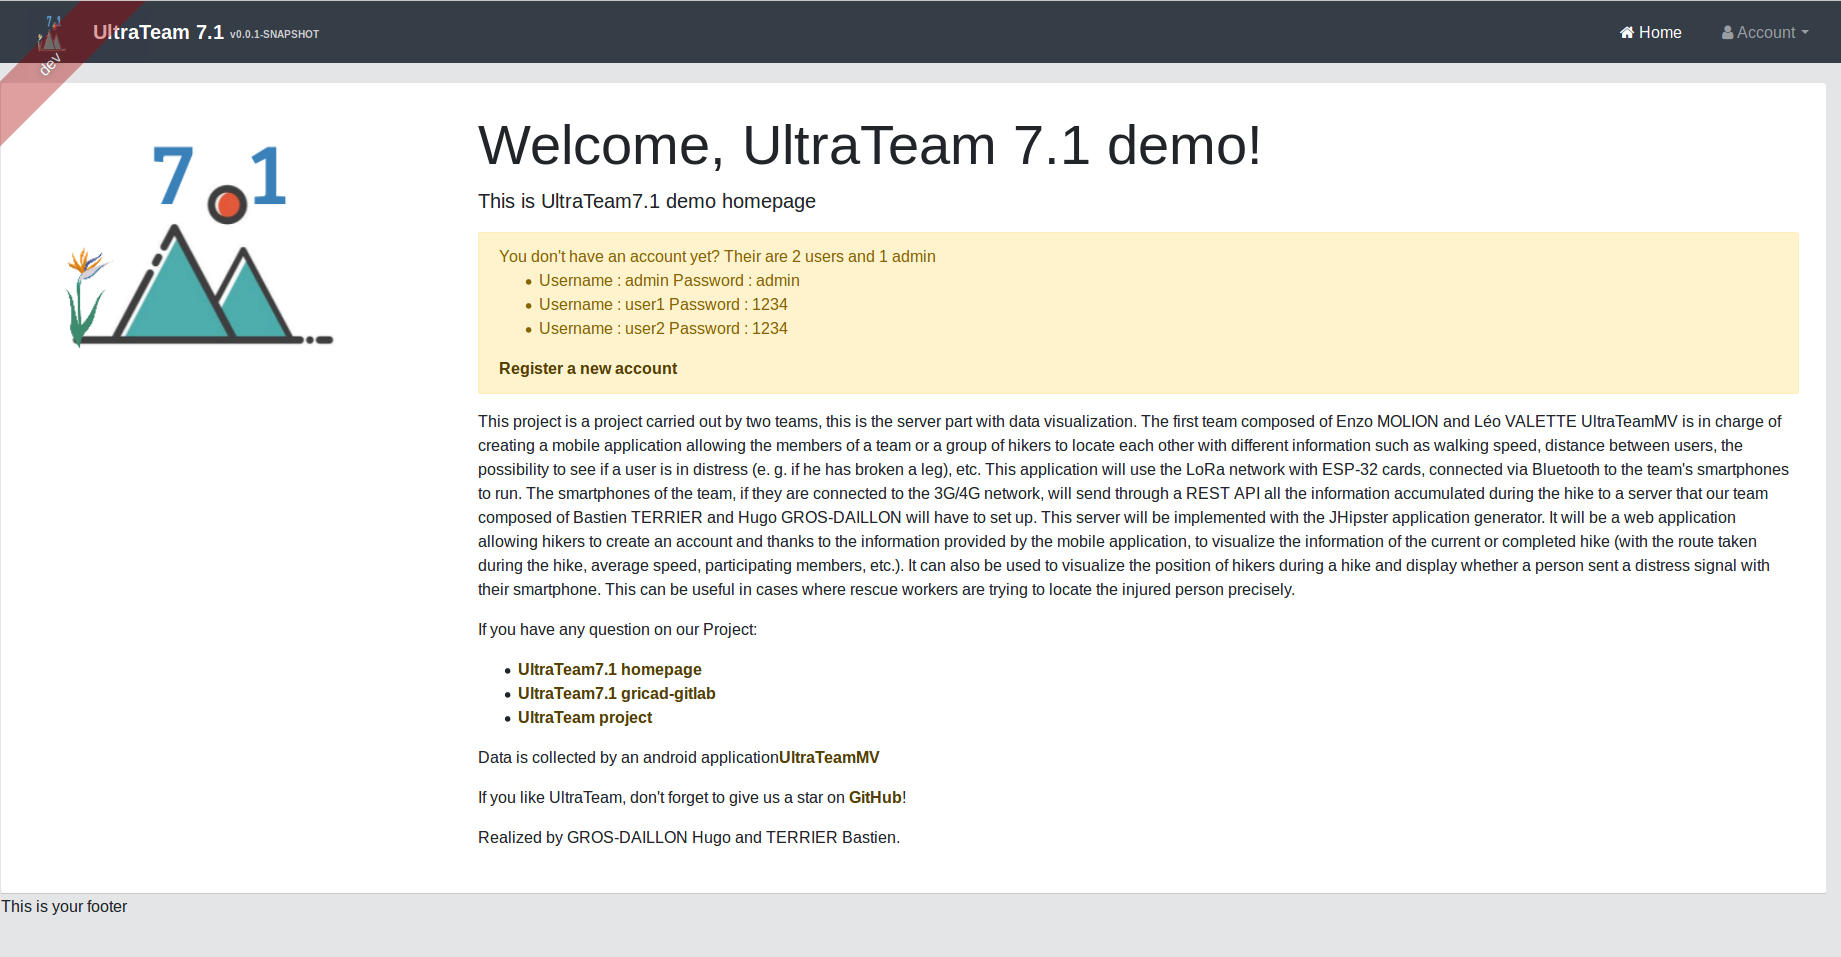 7.1
UltraTeam 7.1 v0.0.1-SNAPSHOT
Home
Account
dev
7 1
Welcome, UltraTeam 7.1 demo!
This is UltraTeam7.1 demo homepage
You don't have an account yet? Their are 2 users and 1 admin
• Username : admin Password : admin
• Username : user1 Password : 1234
• Username : user2 Password : 1234
Register a new account
This project is a project carried out by two teams, this is the server part with data visualization. The first team composed of Enzo MOLION and Léo VALETTE UltraTeamMV is in charge of
creating a mobile application allowing the members of a team or a group of hikers to locate each other with different information such as walking speed, distance between users, the
possibility to see if a user is in distress (e. g. if he has broken a leg), etc. This application will use the LoRa network with ESP-32 cards, connected via Bluetooth to the team's smartphones
to run. The smartphones of the team, if they are connected to the 3G/4G network, will send through a REST API all the information accumulated during the hike to a server that our team
composed of Bastien TERRIER and Hugo GROS-DAILLON will have to set up. This server will be implemented with the JHipster application generator. It will be a web application
allowing hikers to create an account and thanks to the information provided by the mobile application, to visualize the information of the current or completed hike (with the route taken
during the hike, average speed, participating members, etc.). It can also be used to visualize the position of hikers during a hike and display whether a person sent a distress signal with
their smartphone. This can be useful in cases where rescue workers are trying to locate the injured person precisely.
If you have any question on our Project:
• UltraTeam7.1 homepage
• UltraTeam7.1 gricad-gitlab
• UltraTeam project
Data is collected by an android applicationUltraTeamMV
If you like UltraTeam, don't forget to give us a star on GitHub!
Realized by GROS-DAILLON Hugo and TERRIER Bastien.
This is your footer